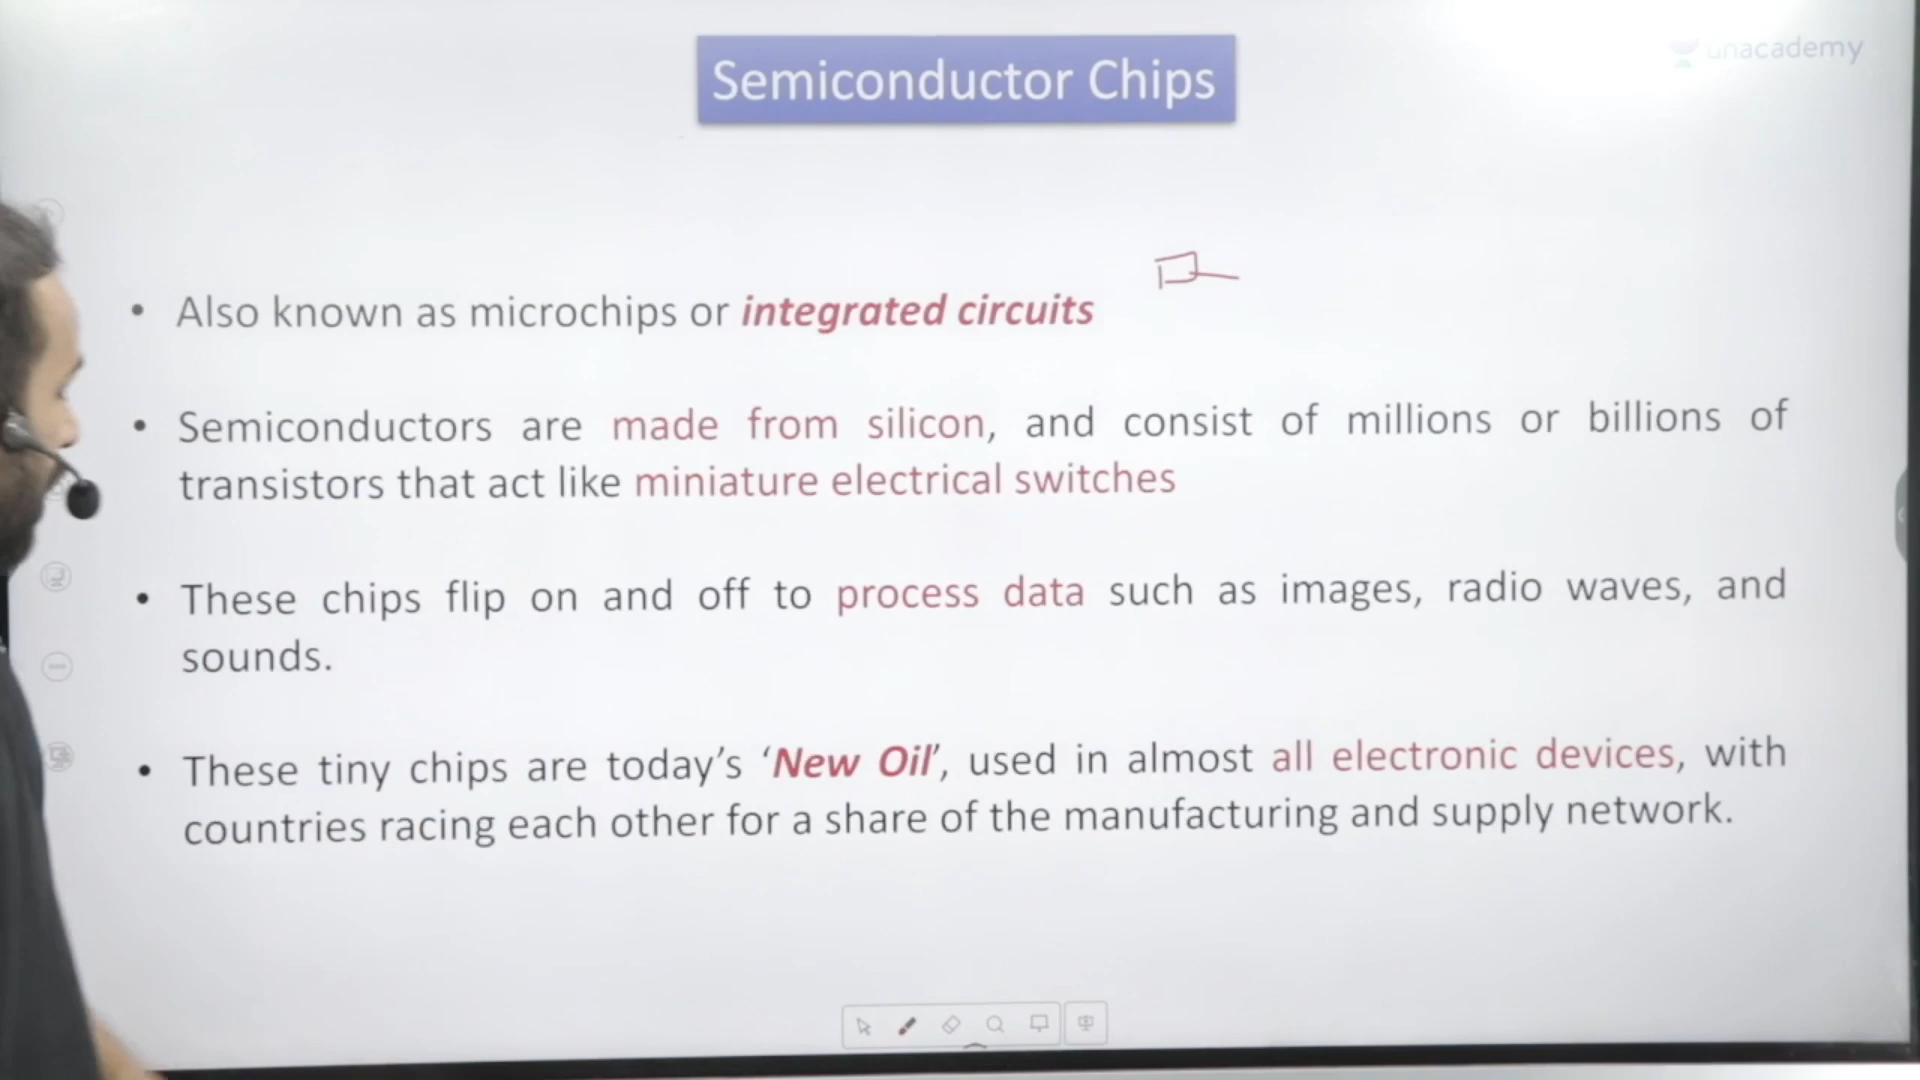 unacademy
Semiconductor Chips
• Also known as microchips or integrated circuits
• Semiconductors are made from silicon, and consist of millions or billions of
transistors that act like miniature electrical switches
• These chips flip on and off to process data such as images, radio waves, and
sounds.
• These tiny chips are today’s ‘New Oil’, used in almost all electronic devices, with
countries racing each other for a share of the manufacturing and supply network.